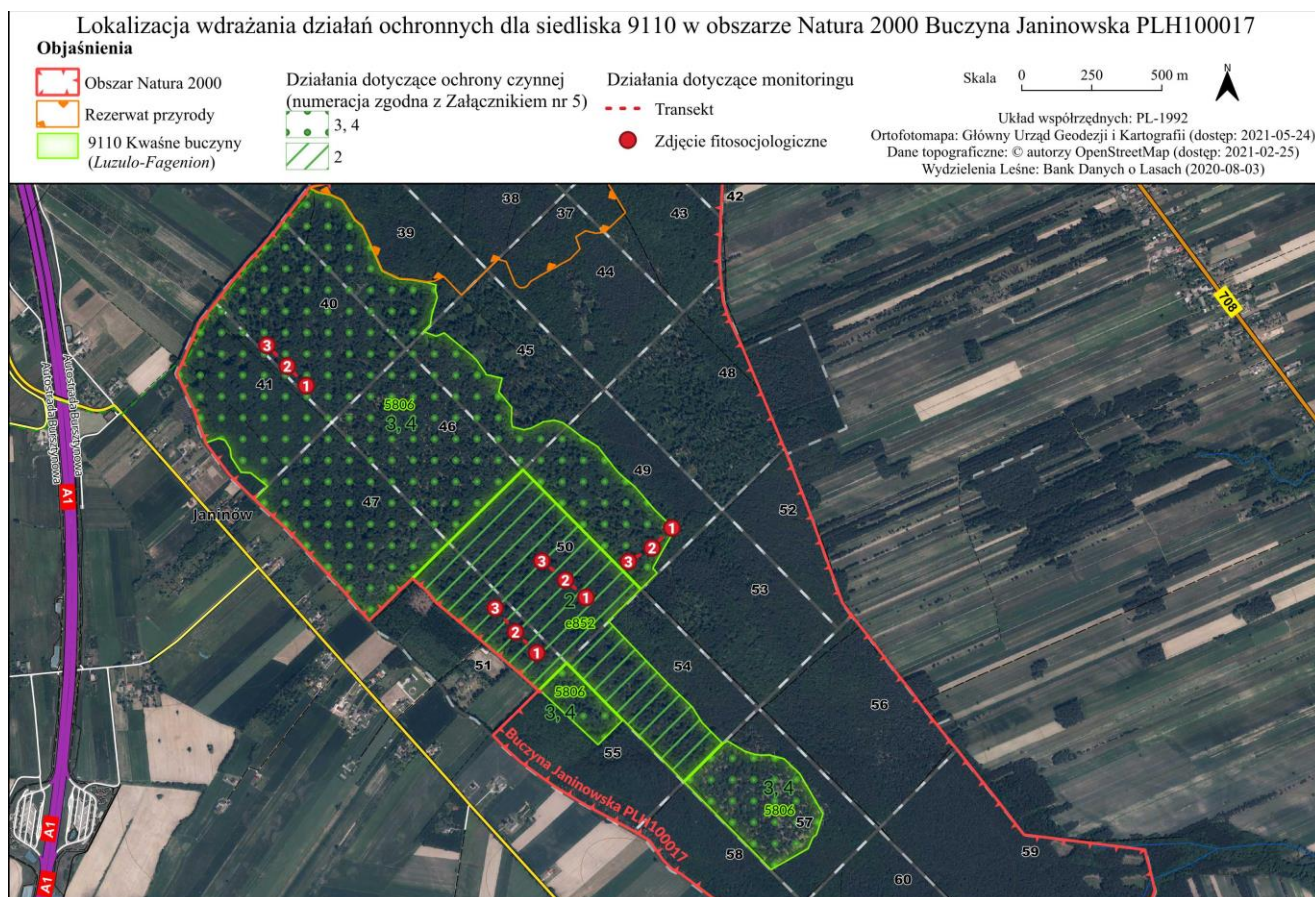 Lokalizacja wdrażania działań ochronnych dla siedliska 9110 w obszarze Natura 2000 Buczyna Janinowska PLH100017
Objaśnienia
Obszar Natura 2000
Rezerwat przyrody
9110 Kwaśne buczyny
(Luzulo-Fagenion)
Działania dotyczące ochrony czynnej
(numeracja zgodna z Załącznikiem nr 5)
3, 4
2
Działania dotyczące monitoringu
Transekt
Zdjęcie fitosocjologiczne
Skala 0 250 500 m
N
Układ współrzędnych: PL-1992
Ortofotomapa: Główny Urząd Geodezji i Kartografii (dostęp: 2021-05-24)
Dane topograficzne: © autorzy OpenStreetMap (dostęp: 2021-02-25)
Wydzielenia Leśne: Bank Danych o Lasach (2020-08-03)
42
38
37
43
39
44
40
708
45
48
3
2
1
41
Autostrada Bursztynowa
Autostrada Bursztynowa
5806
3, 4
46
49
A1
47
Janinów
52
1
2
3
50
3
2
1
53
2
e852
3
2
1
51
54
5806
3, 4
56
55
Buczyna Janinowska PLH100017
3, 4
5806
57
A1
58
59
60
A1